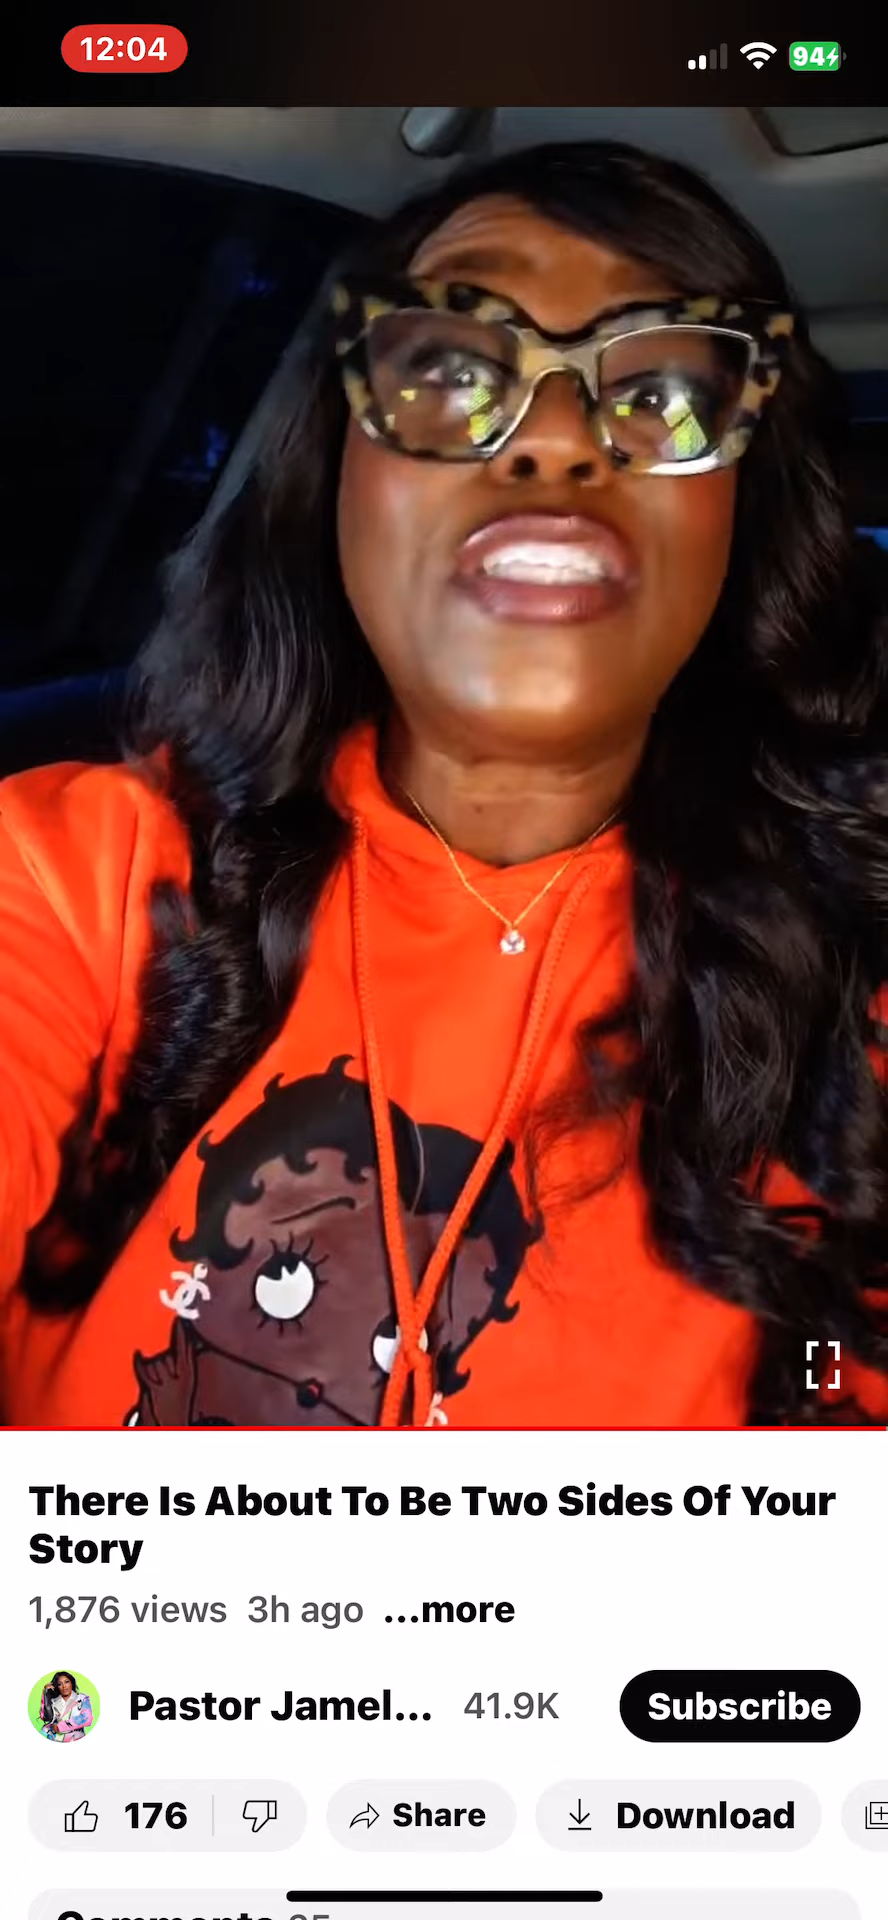 12:04
94
There Is About To Be Two Sides Of Your
Story
1,876 views 3h ago ...more
Pastor Jamel... 41.9K Subscribe
176 Share Download
Comments